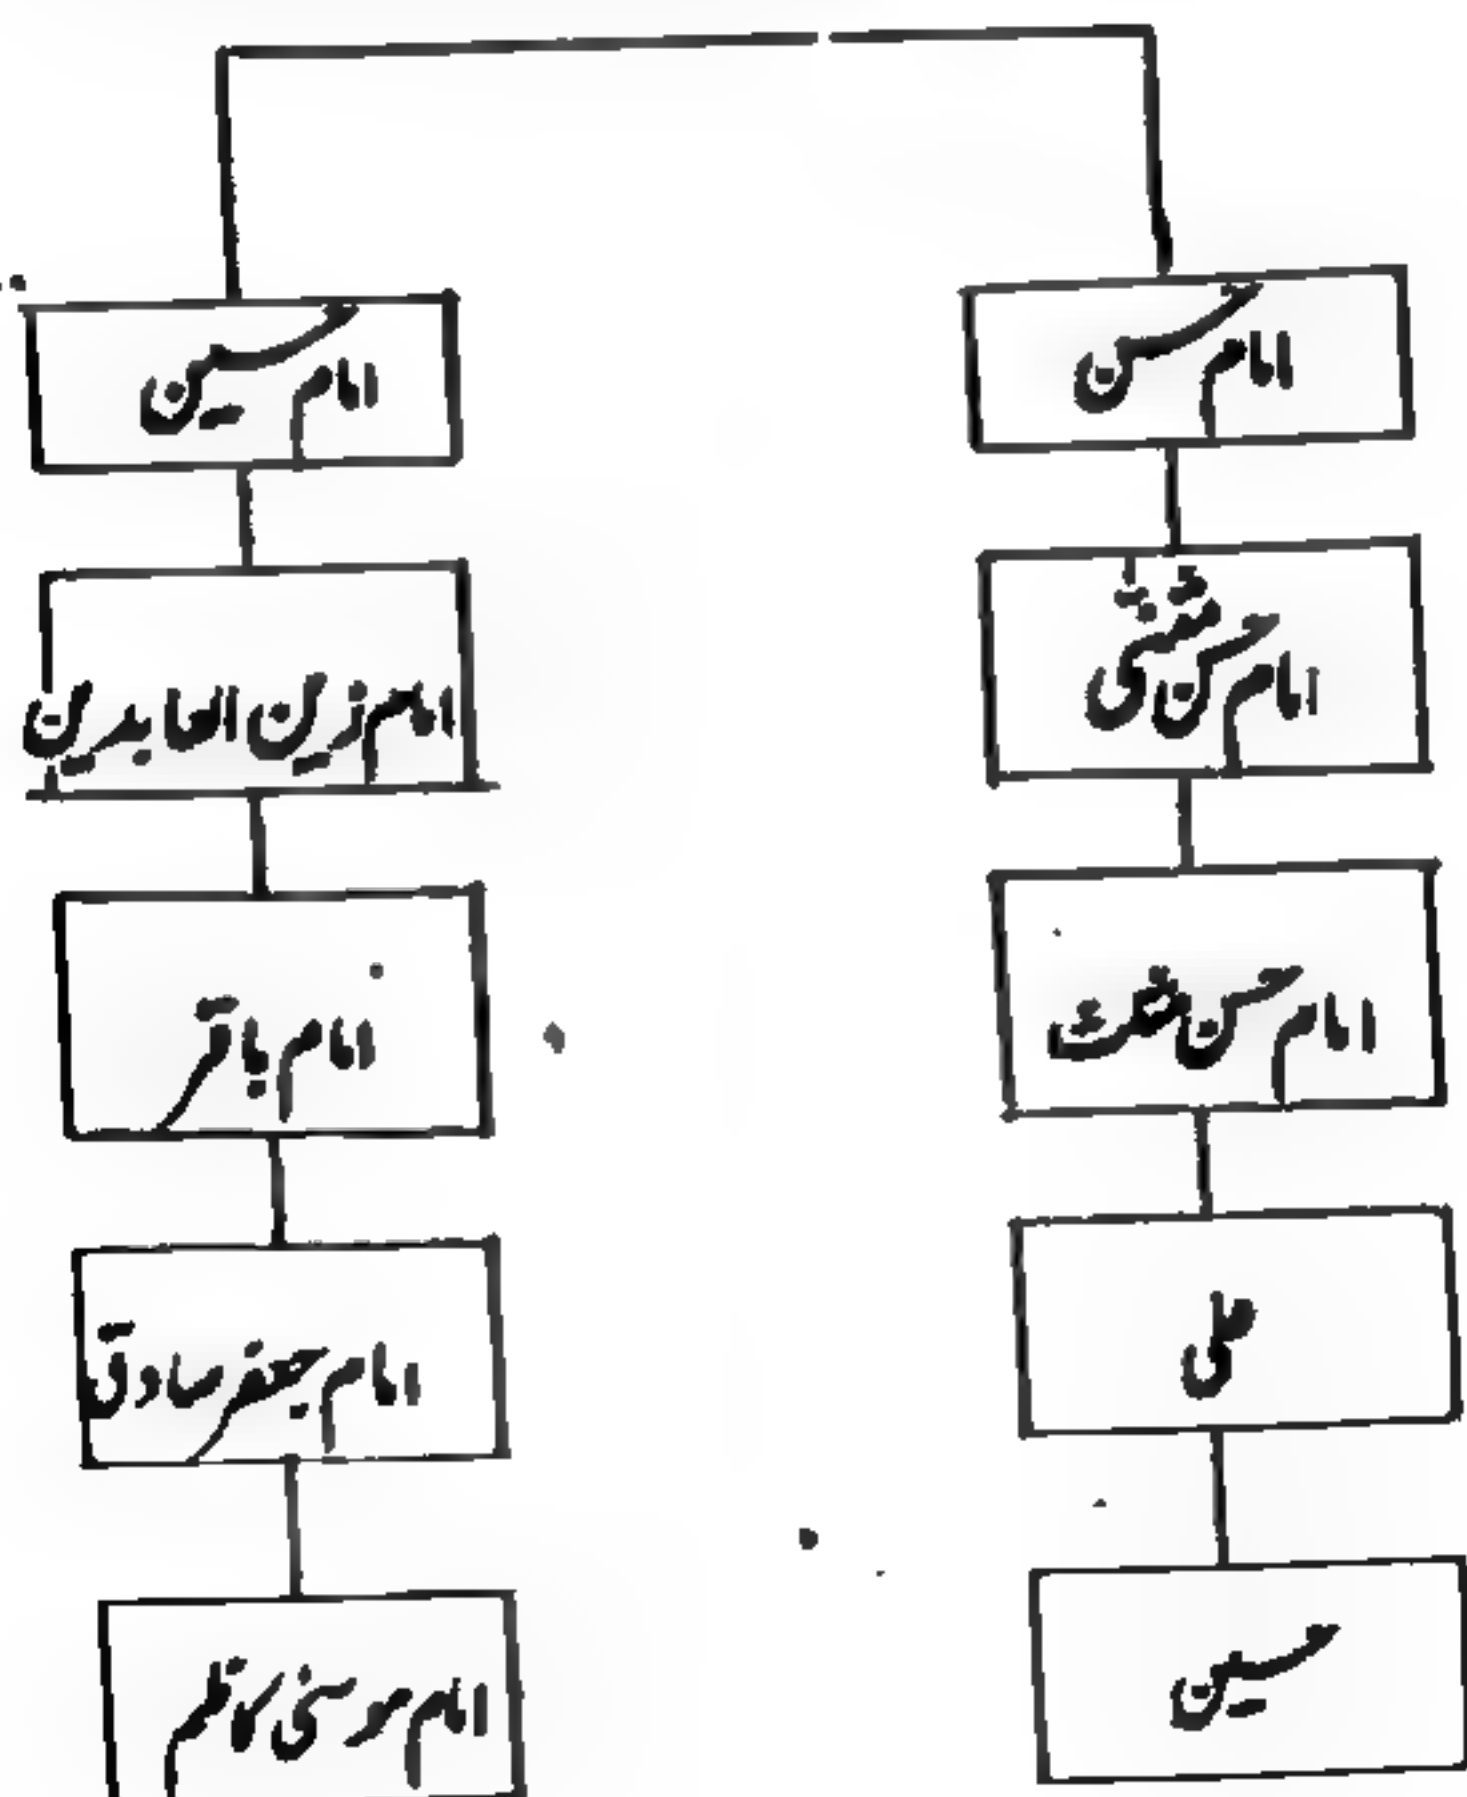 امام حسن
امام حسین
امام حسن مثنیٰ
امام زین العابدین
امام حسن مثلث
امام باقر
علی
امام جعفر صادق
حسین
امام موسیٰ کاظم